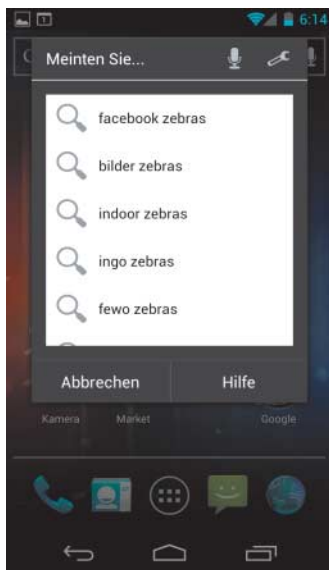 1 6:14
Meinten Sie...
facebook zebras
bilder zebras
indoor zebras
ingo zebras
fewo zebras
Abbrechen Hilfe
Kamera Market Google